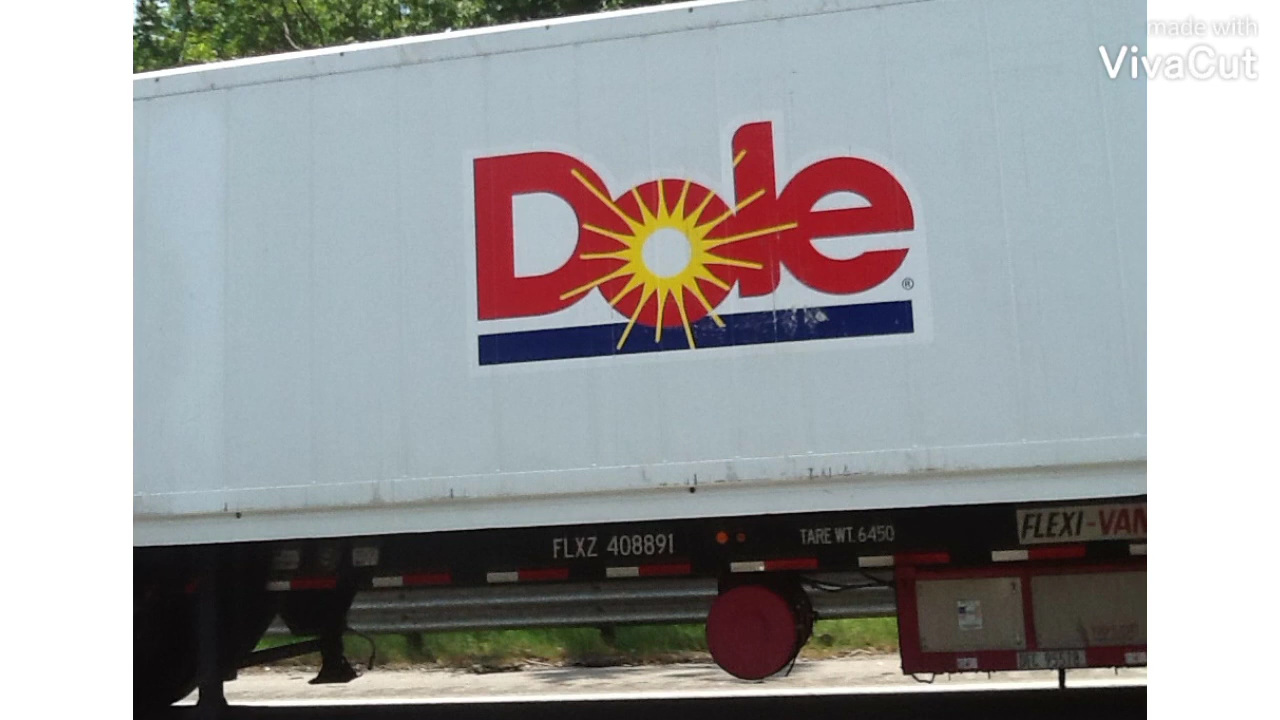 made with
VivaCut
Dole
®
FLXZ 408891
TARE WT. 6450
FLEXI-VAN